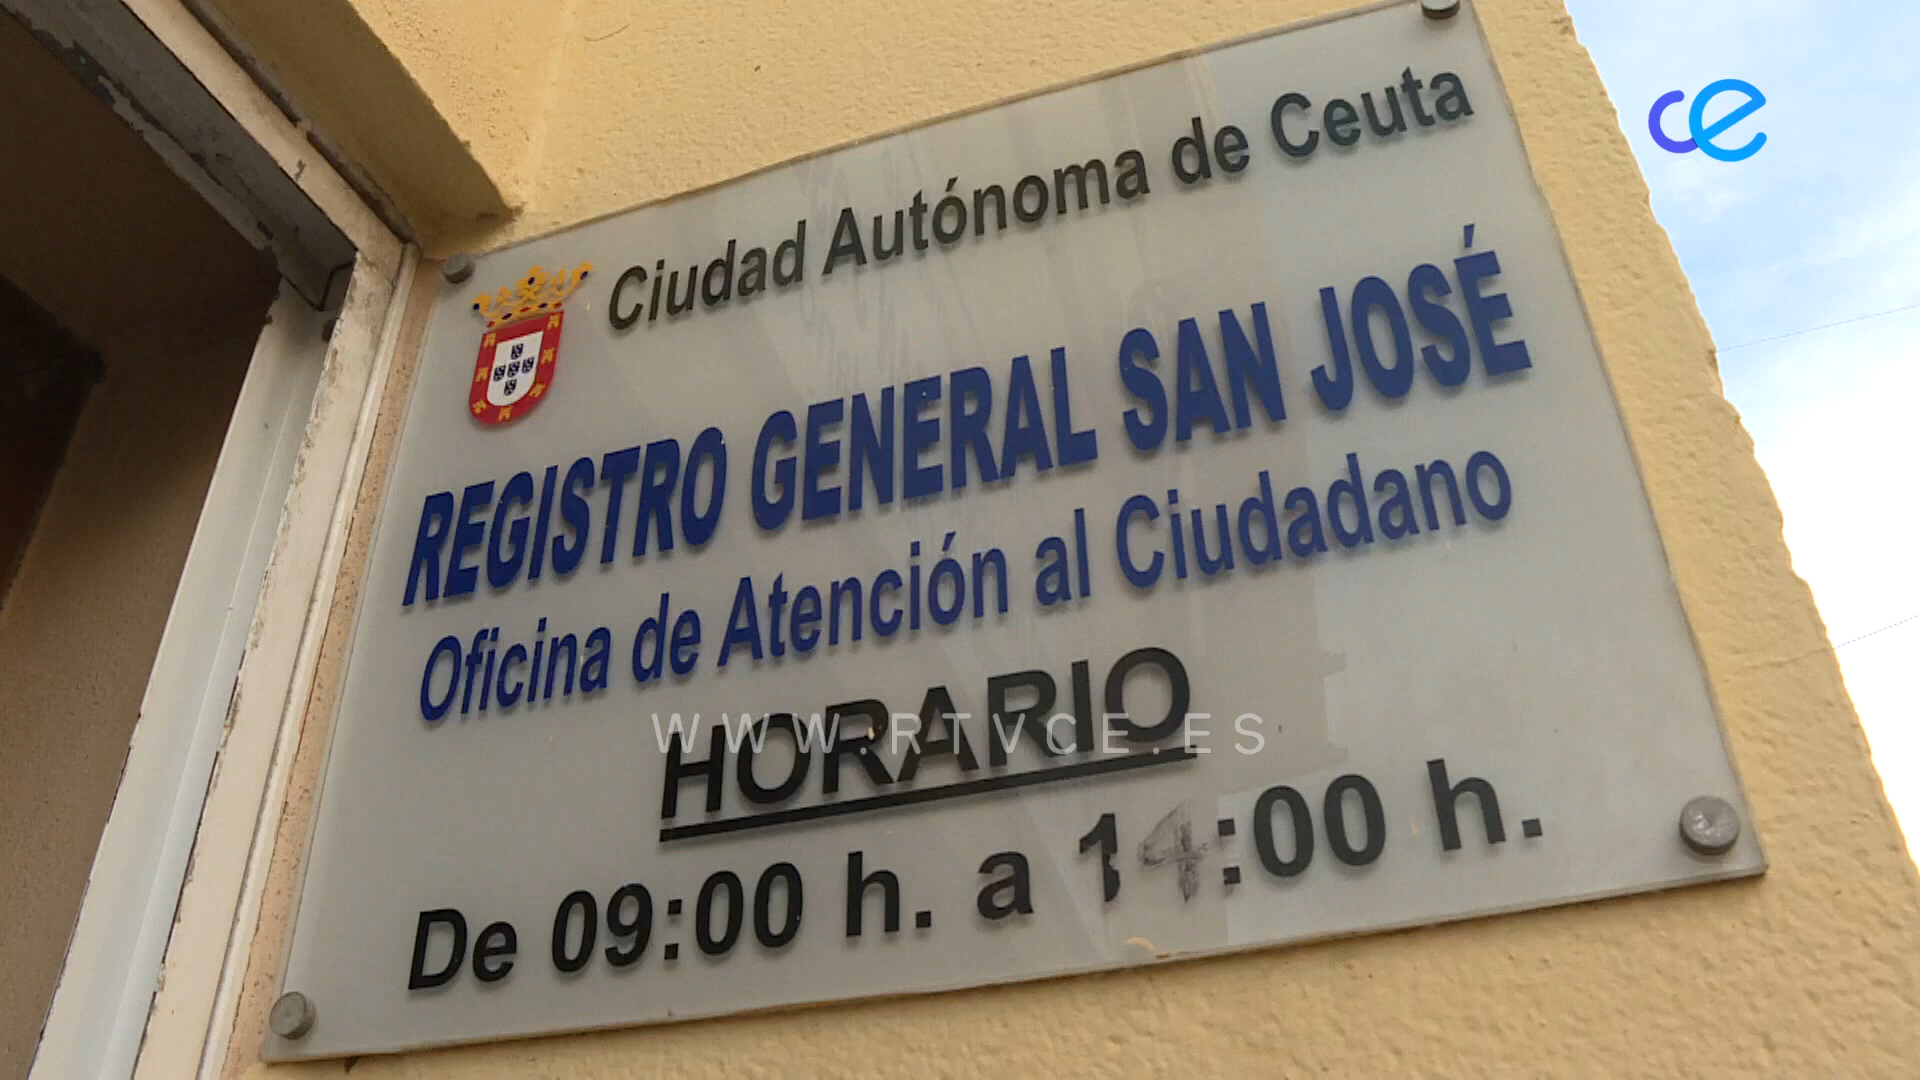 ce
Ciudad Autónoma de Ceuta
REGISTRO GENERAL SAN JOSÉ
Oficina de Atención al Ciudadano
HORARIO
WWW.RTVCE.ES
De 09:00 h. a 14:00 h.